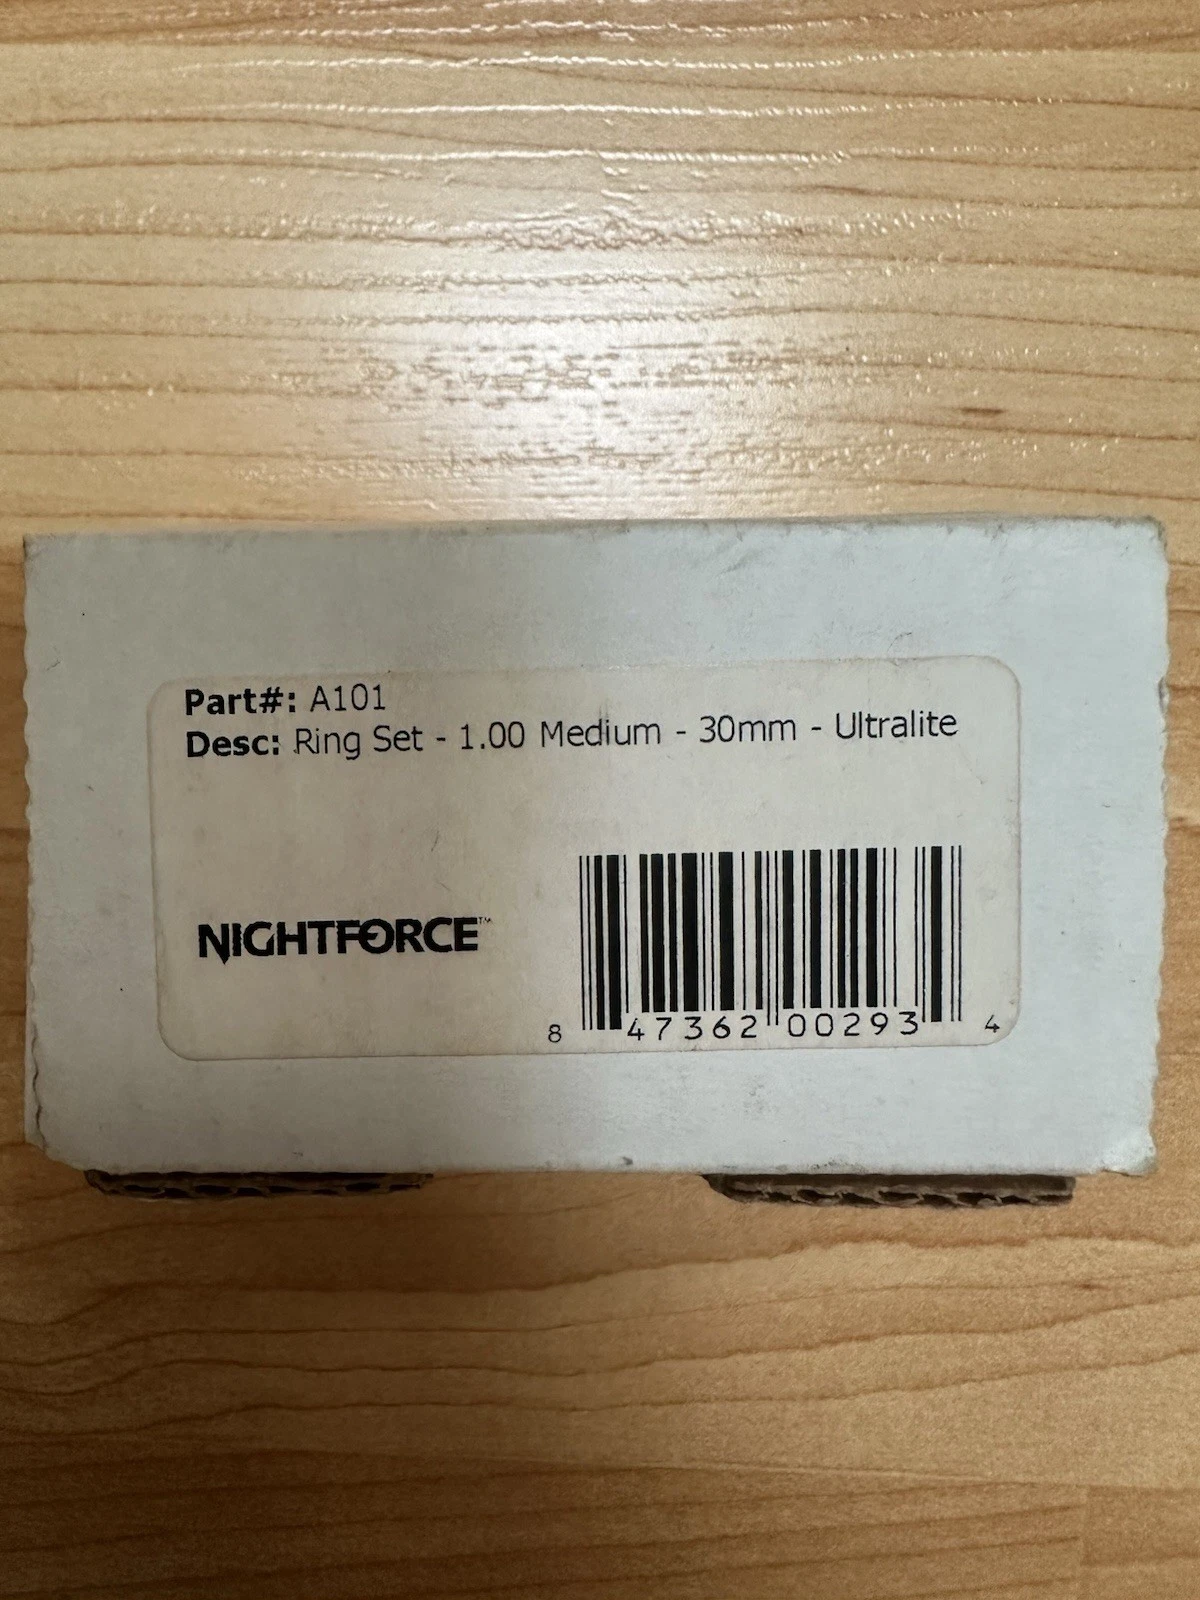 Part#: A101
Desc: Ring Set - 1.00 Medium - 30mm - Ultralite
NIGHTFORCE™
8 47362 00293 4